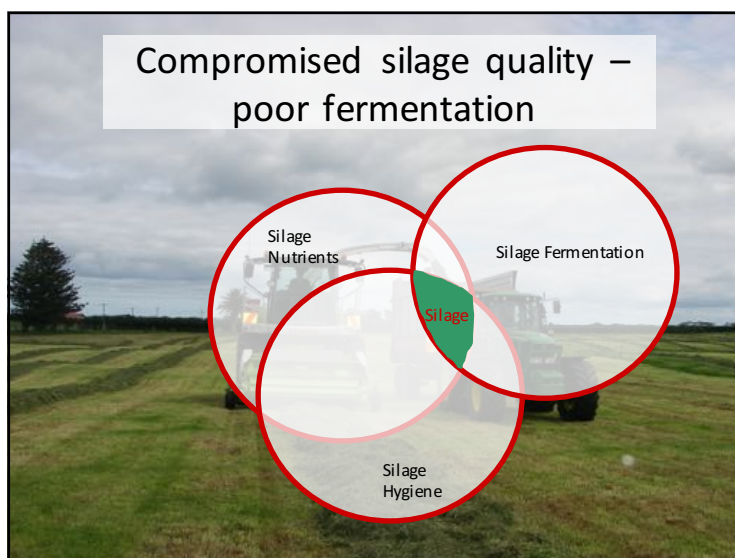 Compromised silage quality –
poor fermentation
Silage
Nutrients
Silage Fermentation
Silage
Silage
Hygiene